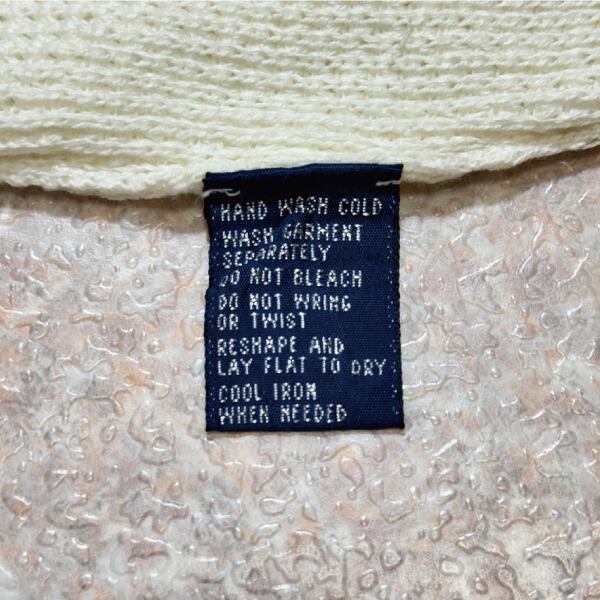 HAND WASH COLD
WASH GARMENT
SEPARATELY
DO NOT BLEACH
DO NOT WRING
OR TWIST
RESHAPE AND
LAY FLAT TO DRY
COOL IRON
WHEN NEEDED